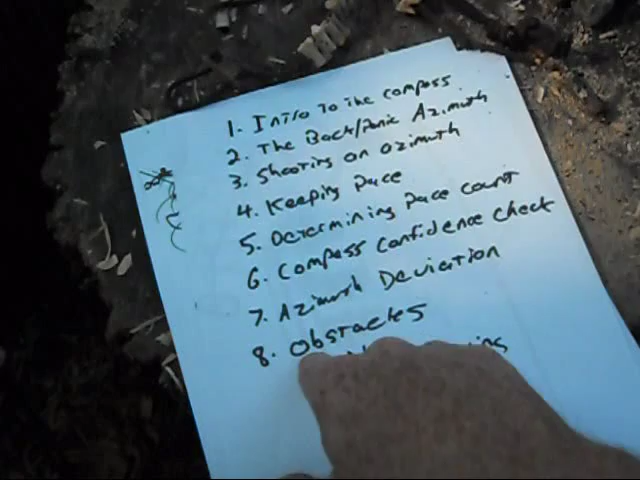 1. Intro To the compass
2. The Back/Panic Azimuth
3. Shooting an azimuth
4. Keeping Pace
5. Determining Pace count
6. Compass Confidence check
7. Azimuth Deviation
8. Obstacles